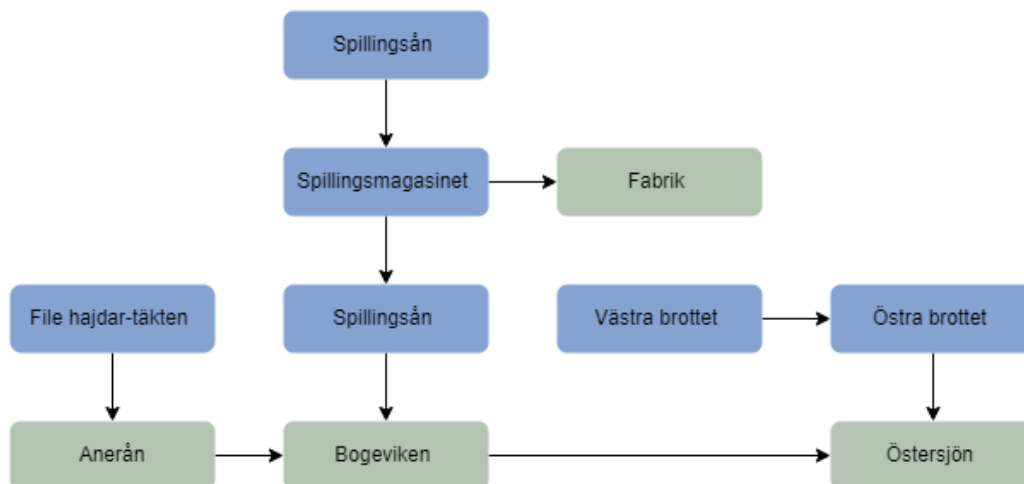 Spillingsån
Spillingsmagasinet
Fabrik
File hajdar-täkten
Spillingsån
Västra brottet
Östra brottet
Anerån
Bogeviken
Östersjön